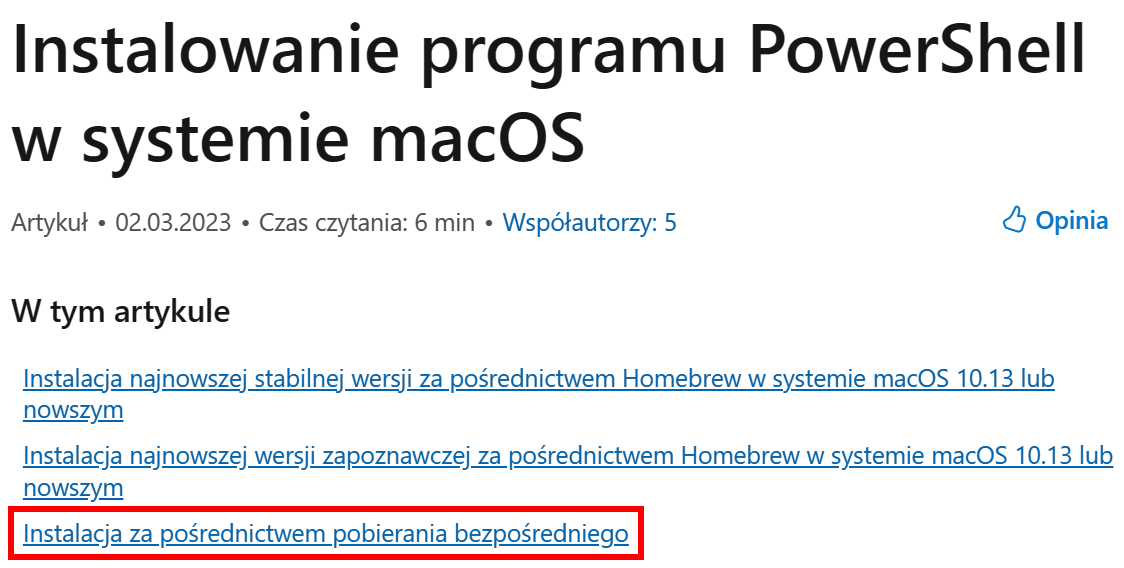 Instalowanie programu PowerShell
w systemie macOS
Artykuł • 02.03.2023 • Czas czytania: 6 min • Współautorzy: 5
Opinia
W tym artykule
Instalacja najnowszej stabilnej wersji za pośrednictwem Homebrew w systemie macOS 10.13 lub
nowszym
Instalacja najnowszej wersji zapoznawczej za pośrednictwem Homebrew w systemie macOS 10.13 lub
nowszym
Instalacja za pośrednictwem pobierania bezpośredniego